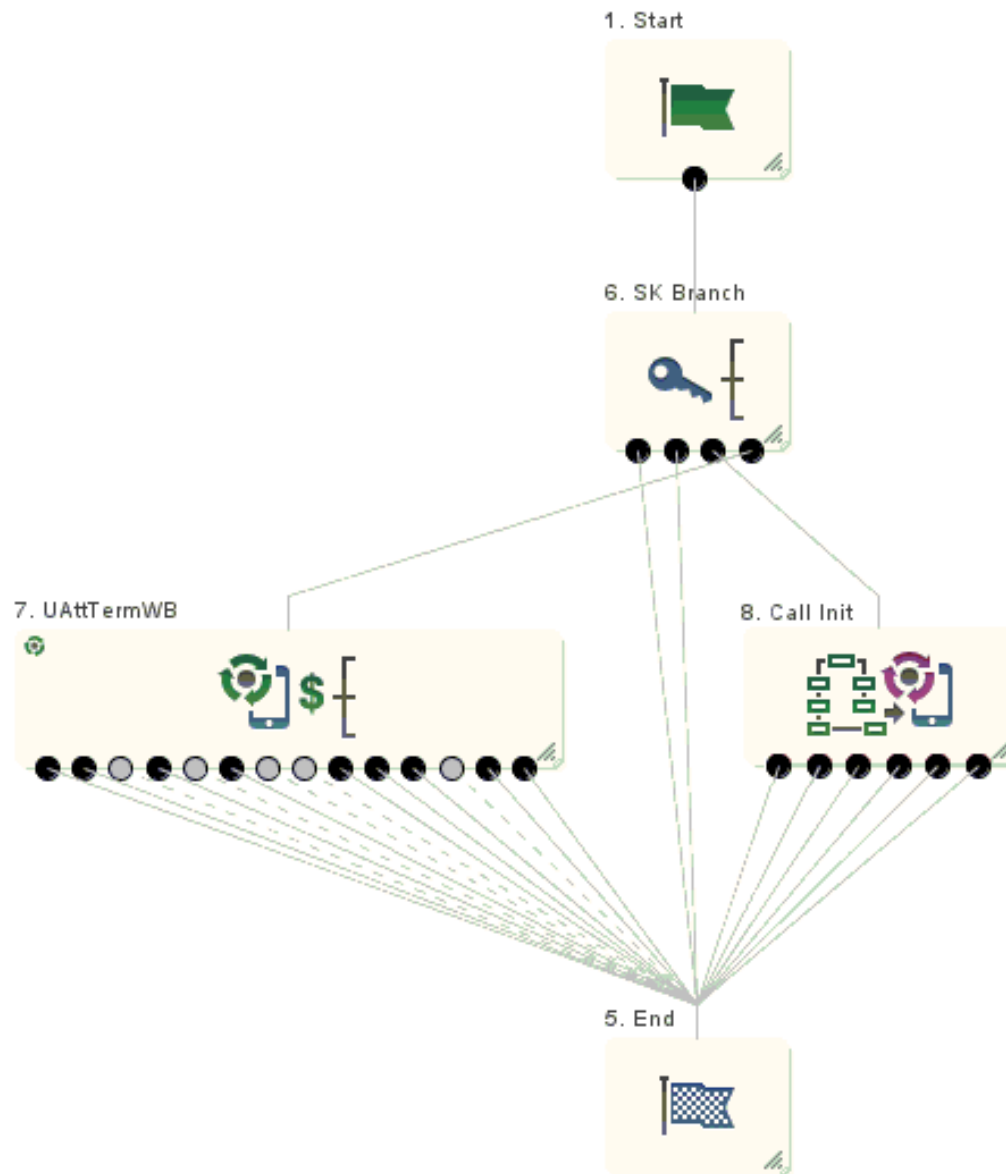 1. Start
6. SK Branch
7. UAttTermWB
8. Call Init
$
5. End